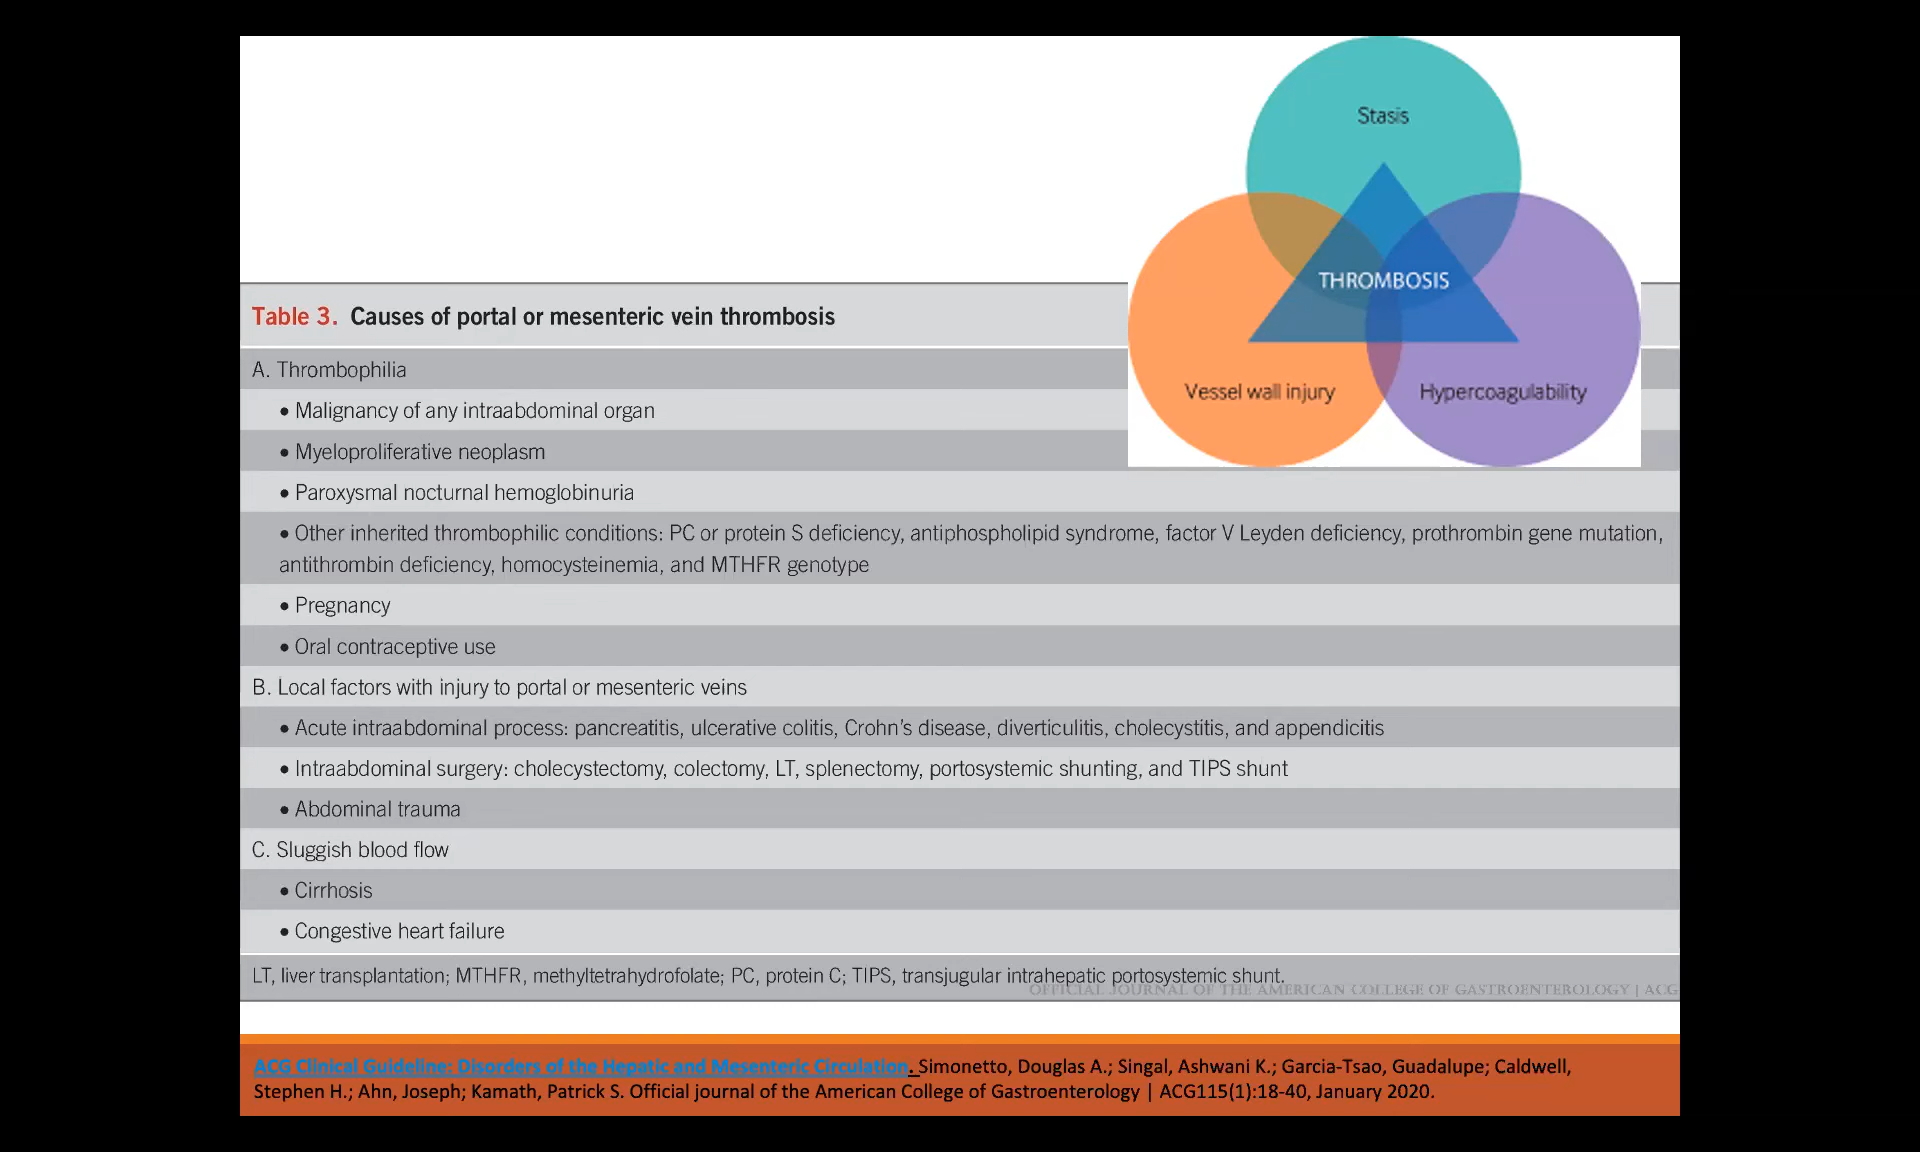 Stasis
THROMBOSIS
Vessel wall injury
Hypercoagulability
Table 3. Causes of portal or mesenteric vein thrombosis
A. Thrombophilia
• Malignancy of any intraabdominal organ
• Myeloproliferative neoplasm
• Paroxysmal nocturnal hemoglobinuria
• Other inherited thrombophilic conditions: PC or protein S deficiency, antiphospholipid syndrome, factor V Leyden deficiency, prothrombin gene mutation,
antithrombin deficiency, homocysteinemia, and MTHFR genotype
• Pregnancy
• Oral contraceptive use
B. Local factors with injury to portal or mesenteric veins
• Acute intraabdominal process: pancreatitis, ulcerative colitis, Crohn’s disease, diverticulitis, cholecystitis, and appendicitis
• Intraabdominal surgery: cholecystectomy, colectomy, LT, splenectomy, portosystemic shunting, and TIPS shunt
• Abdominal trauma
C. Sluggish blood flow
• Cirrhosis
• Congestive heart failure
LT, liver transplantation; MTHFR, methyltetrahydrofolate; PC, protein C; TIPS, transjugular intrahepatic portosystemic shunt.
OFFICIAL JOURNAL OF THE AMERICAN COLLEGE OF GASTROENTEROLOGY | ACG
ACG Clinical Guideline: Disorders of the Hepatic and Mesenteric Circulation. Simonetto, Douglas A.; Singal, Ashwani K.; Garcia-Tsao, Guadalupe; Caldwell,
Stephen H.; Ahn, Joseph; Kamath, Patrick S. Official journal of the American College of Gastroenterology | ACG115(1):18-40, January 2020.